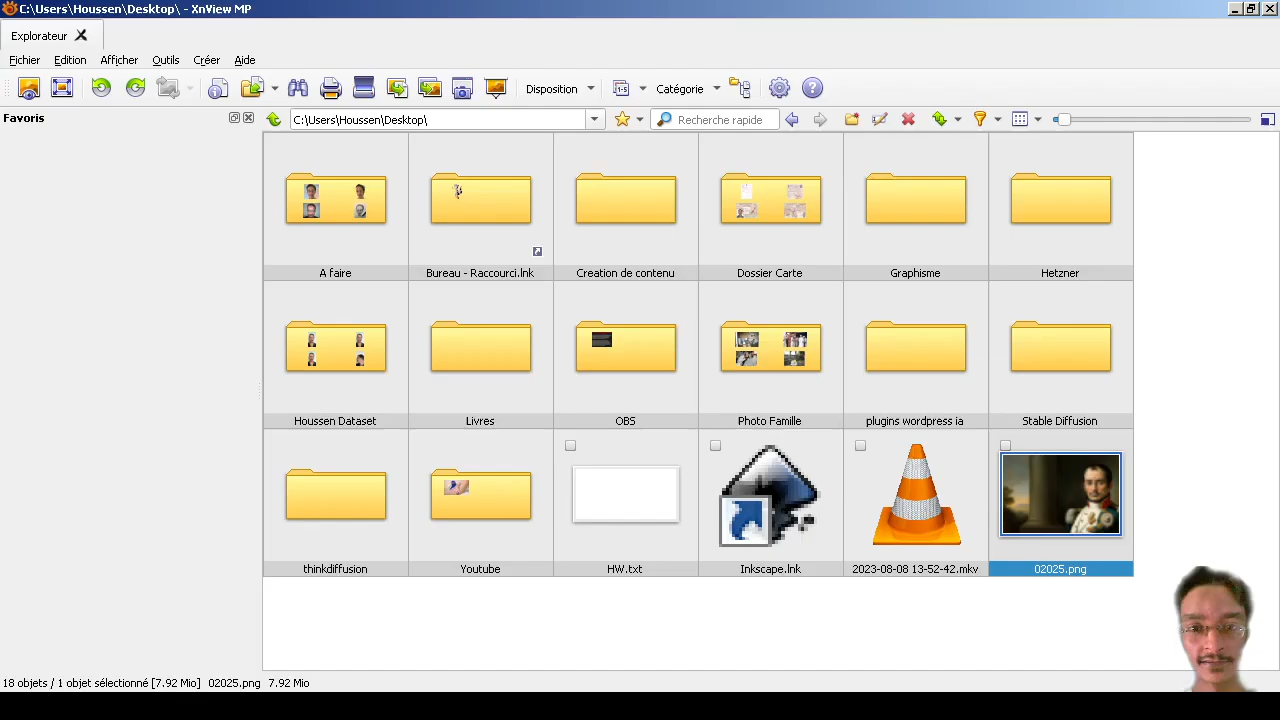 C:\Users\Houssen\Desktop\ - XnView MP
Explorateur
Fichier Edition Afficher Outils Créer Aide
Disposition Catégorie
Favoris C:\Users\Houssen\Desktop\ Recherche rapide
A faire Bureau - Raccourci.lnk Creation de contenu Dossier Carte Graphisme Hetzner
Houssen Dataset Livres OBS Photo Famille plugins wordpress ia Stable Diffusion
thinkdiffusion Youtube HW.txt Inkscape.lnk 2023-08-08 13-52-42.mkv 02025.png
18 objets / 1 objet sélectionné [7.92 Mio] 02025.png 7.92 Mio